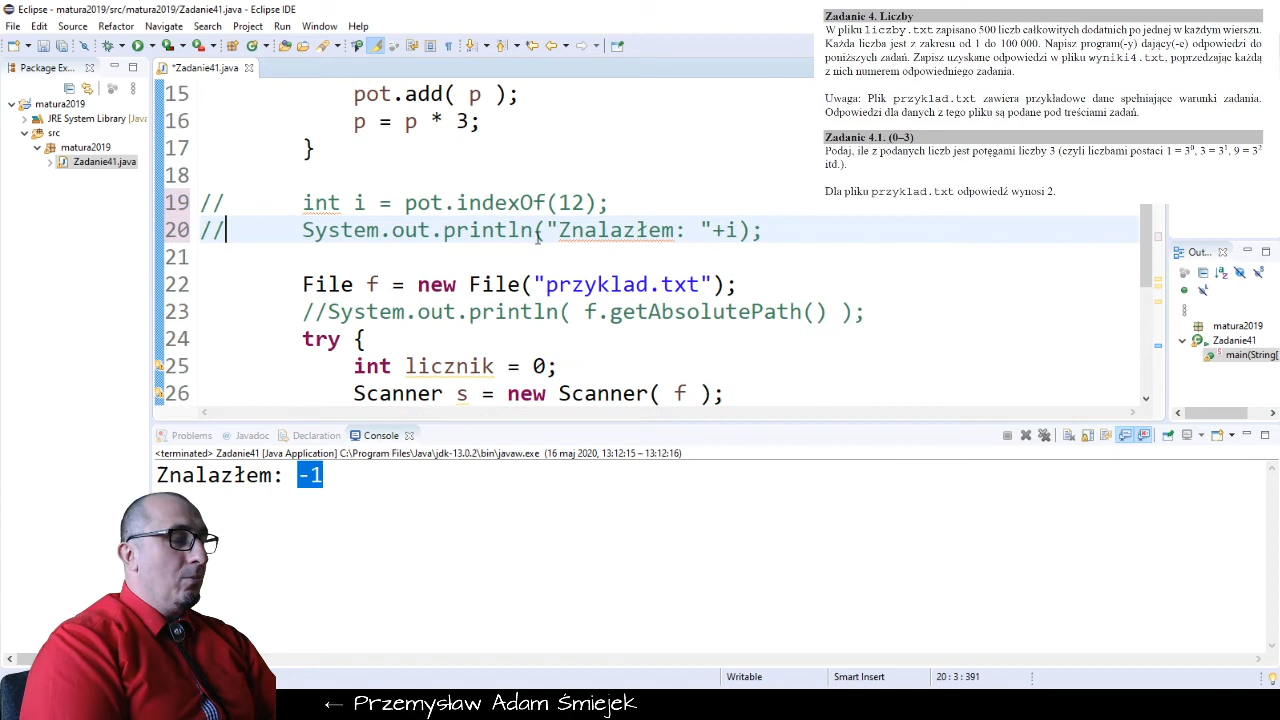 Eclipse - matura2019/src/matura2019/Zadanie41.java - Eclipse IDE
File Edit Source Refactor Navigate Search Project Run Window Help
Package Ex...
*Zadanie41.java
matura2019
JRE System Library [Java
src
matura2019
Zadanie41.java
15 pot.add( p );
16 p = p * 3;
17 }
18
19 // int i = pot.indexOf(12);
20 // System.out.println("Znalazłem: "+i);
21
22 File f = new File("przyklad.txt");
23 //System.out.println( f.getAbsolutePath() );
24 try {
25 int licznik = 0;
26 Scanner s = new Scanner( f );
Zadanie 4. Liczby
W pliku liczby.txt zapisano 500 liczb całkowitych dodatnich po jednej w każdym wierszu.
Każda liczba jest z zakresu od 1 do 100 000. Napisz program(-y) dający(-e) odpowiedzi do
poniższych zadań. Zapisz uzyskane odpowiedzi w pliku wyniki4.txt, poprzedzając każdą
z nich numerem odpowiedniego zadania.
Uwaga: Plik przyklad.txt zawiera przykładowe dane spełniające warunki zadania.
Odpowiedzi dla danych z tego pliku są podane pod treściami zadań.
Zadanie 4.1. (0–3)
Podaj, ile z podanych liczb jest potęgami liczby 3 (czyli liczbami postaci 1 = 3⁰, 3 = 3¹, 9 = 3²
itd.).
Dla pliku przyklad.txt odpowiedź wynosi 2.
Out...
matura2019
Zadanie41
main(String[
Problems Javadoc Declaration Console
<terminated> Zadanie41 [Java Application] C:\Program Files\Java\jdk-13.0.2\bin\javaw.exe (16 maj 2020, 13:12:15 – 13:12:16)
Znalazłem: -1
Writable Smart Insert 20 : 3 : 391
← Przemysław Adam Śmiejek